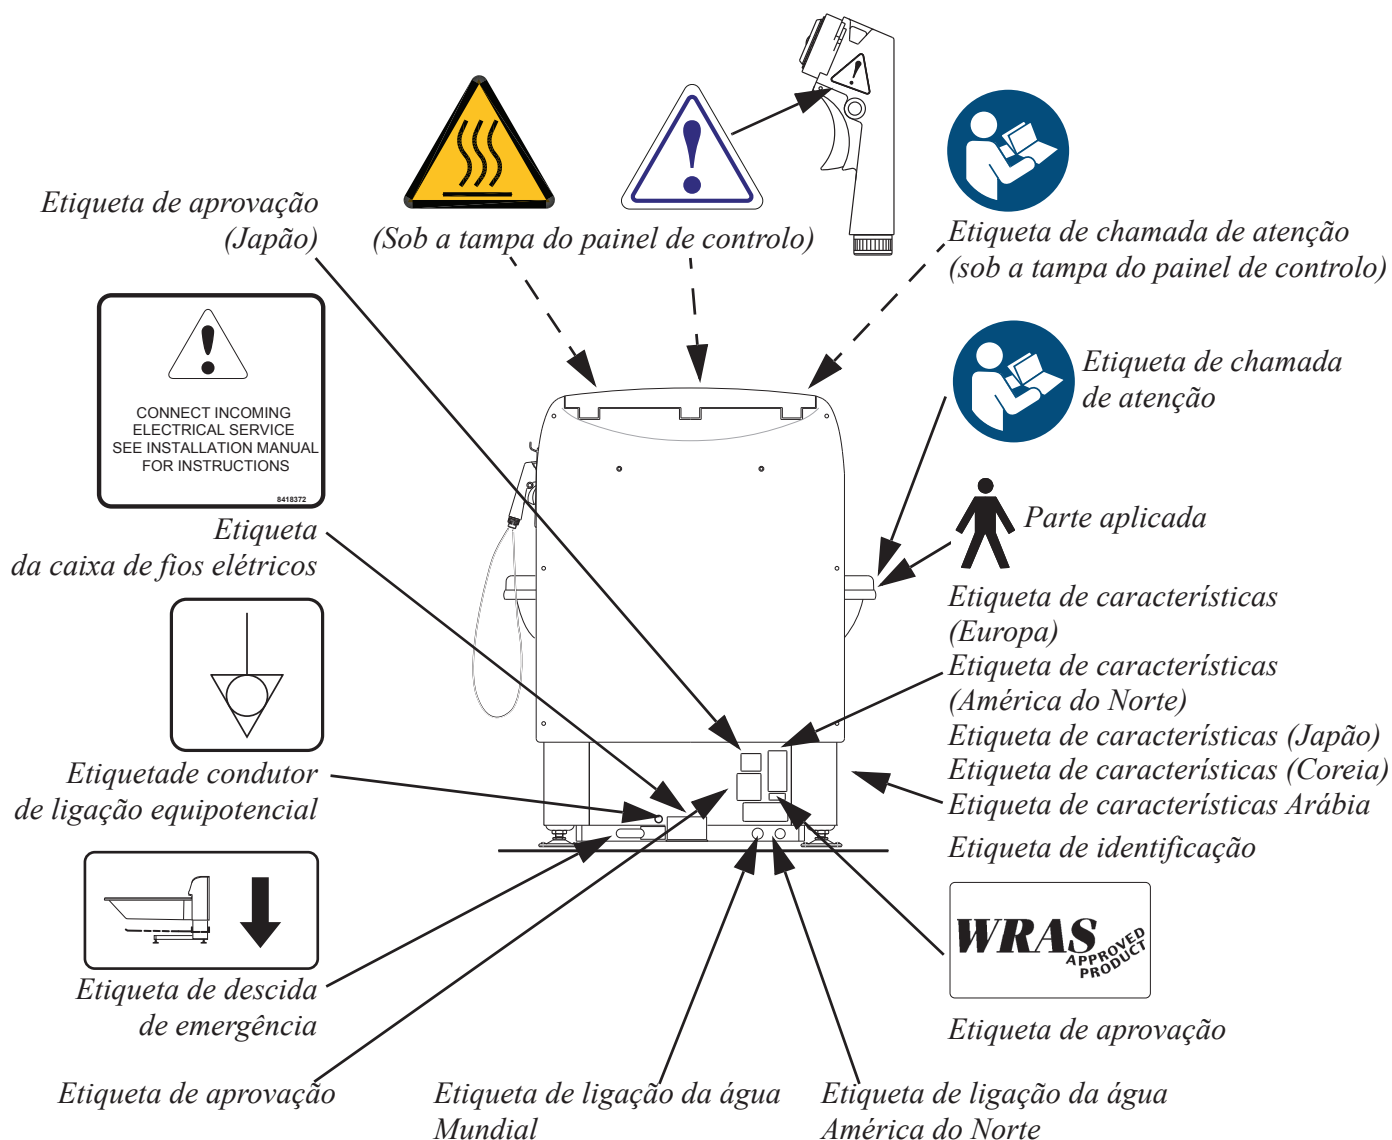 Etiqueta de aprovação
(Japão)
(Sob a tampa do painel de controlo)
Etiqueta de chamada de atenção
(sob a tampa do painel de controlo)
CONNECT INCOMING
ELECTRICAL SERVICE
SEE INSTALLATION MANUAL
FOR INSTRUCTIONS
8418372
Etiqueta de chamada
de atenção
Etiqueta
da caixa de fios elétricos
Parte aplicada
Etiqueta de características
(Europa)
Etiqueta de características
(América do Norte)
Etiqueta de características (Japão)
Etiqueta de características (Coreia)
Etiqueta de características Arábia
Etiqueta de identificação
Etiquetade condutor
de ligação equipotencial
WRAS
APPROVED
PRODUCT
Etiqueta de descida
de emergência
Etiqueta de aprovação
Etiqueta de aprovação
Etiqueta de ligação da água
Mundial
Etiqueta de ligação da água
América do Norte